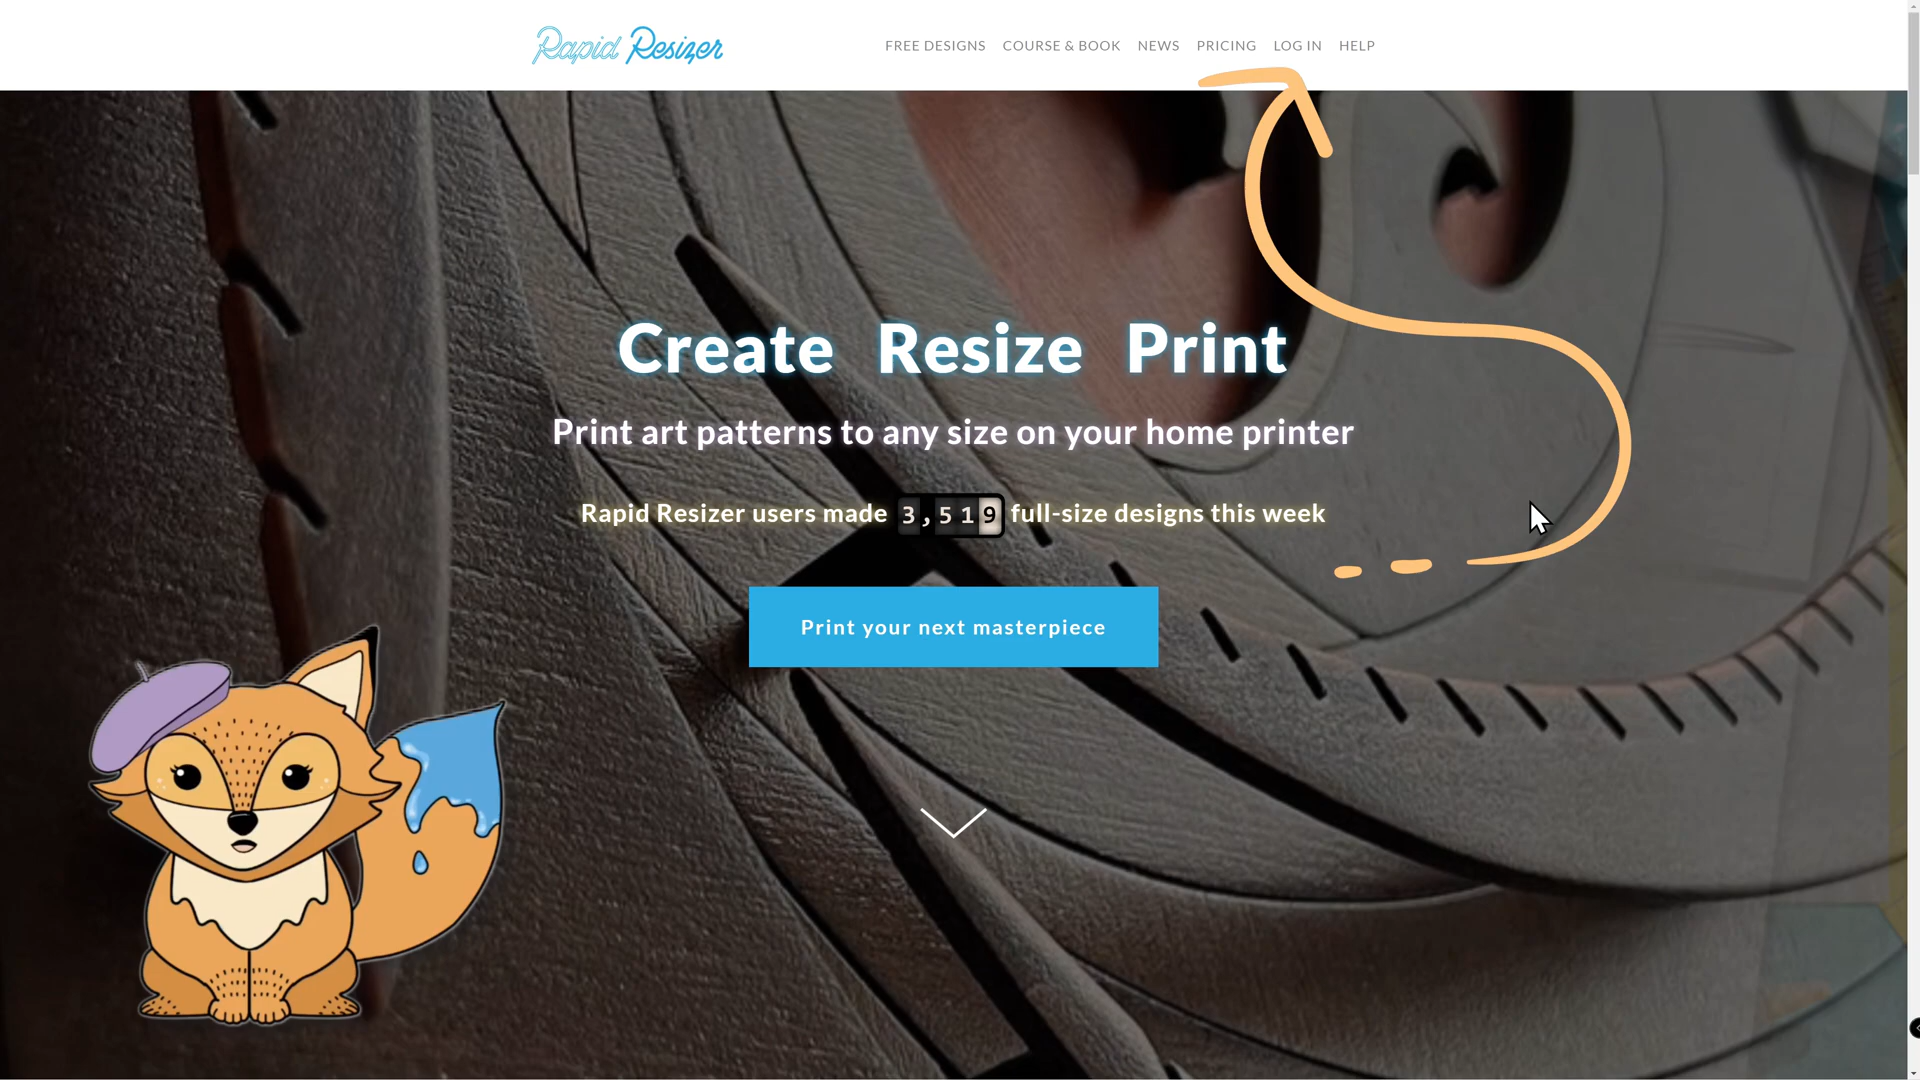 Rapid Resizer
FREE DESIGNS COURSE & BOOK NEWS PRICING LOG IN HELP
Create Resize Print
Print art patterns to any size on your home printer
Rapid Resizer users made 3,519 full-size designs this week
Print your next masterpiece